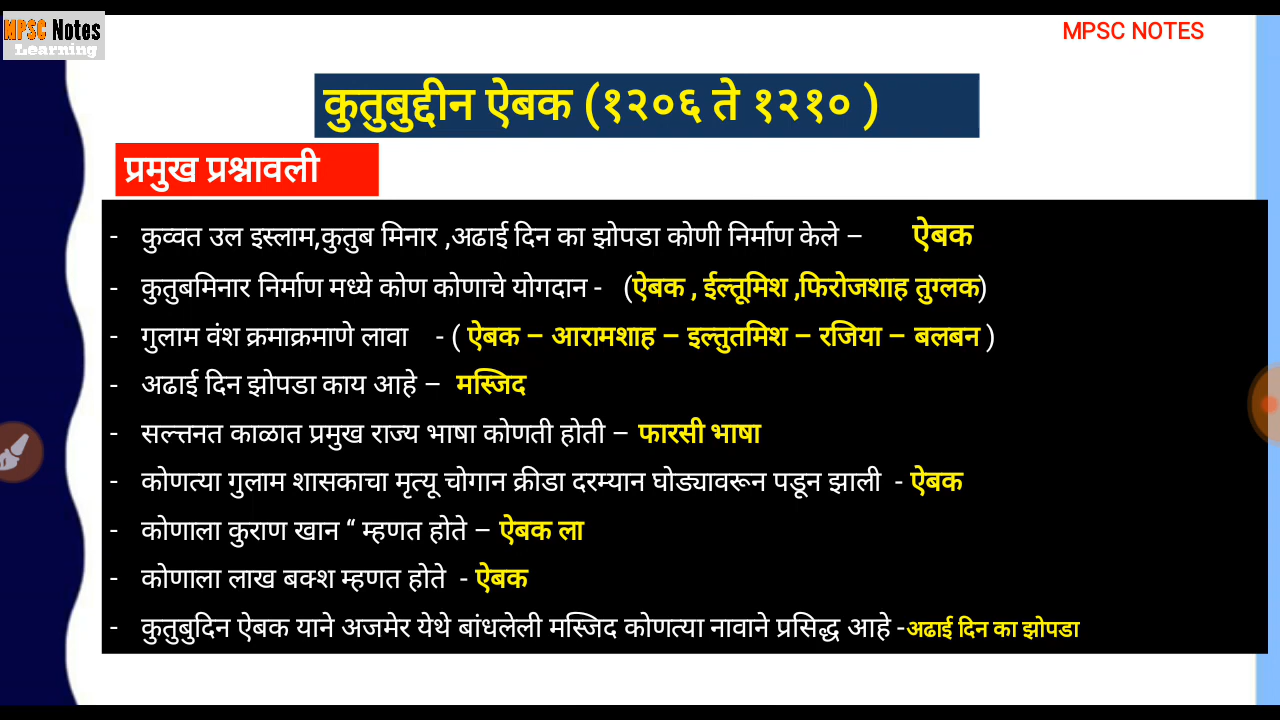 MPSC Notes
Learning
MPSC NOTES
कुतुबुद्दीन ऐबक (१२०६ ते १२१० )
प्रमुख प्रश्नावली
- कुव्वत उल इस्लाम,कुतुब मिनार ,अढाई दिन का झोपडा कोणी निर्माण केले – ऐबक
- कुतुबमिनार निर्माण मध्ये कोण कोणाचे योगदान - (ऐबक , ईल्तूमिश ,फिरोजशाह तुग्लक)
- गुलाम वंश क्रमाक्रमाणे लावा - ( ऐबक – आरामशाह – इल्तुतमिश – रजिया – बलबन )
- अढाई दिन झोपडा काय आहे – मस्जिद
- सल्तनत काळात प्रमुख राज्य भाषा कोणती होती – फारसी भाषा
- कोणत्या गुलाम शासकाचा मृत्यू चोगान क्रीडा दरम्यान घोड्यावरून पडून झाली - ऐबक
- कोणाला कुराण खान “ म्हणत होते – ऐबक ला
- कोणाला लाख बक्श म्हणत होते - ऐबक
- कुतुबुदिन ऐबक याने अजमेर येथे बांधलेली मस्जिद कोणत्या नावाने प्रसिद्ध आहे -अढाई दिन का झोपडा